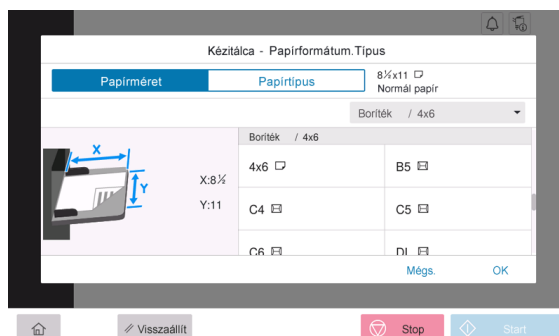 Kézitálca - Papírformátum.Típus
Papírméret
Papírtípus
8½x11
Normál papír
Boríték / 4x6
Boríték / 4x6
X
Y
X:8½
Y:11
4x6
B5
C4
C5
C6
DL
Mégs.
OK
Visszaállít
Stop
Start